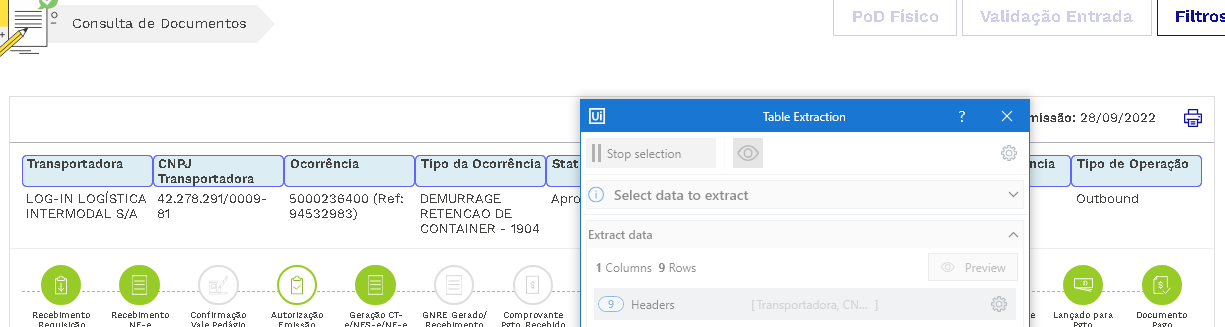 Consulta de Documentos
PoD Físico
Validação Entrada
Filtros
missão: 28/09/2022
Ui
Table Extraction
?
Stop selection
Select data to extract
Extract data
1 Columns 9 Rows
Preview
9 Headers [Transportadora, CN... ]
Transportadora
CNPJ
Transportadora
Ocorrência
Tipo da Ocorrência
Stat
ncia
Tipo de Operação
LOG-IN LOGÍSTICA
INTERMODAL S/A
42.278.291/0009-
81
5000236400 (Ref:
94532983)
DEMURRAGE
RETENCAO DE
CONTAINER - 1904
Apro
Outbound
Recebimento
Requisição
Recebimento
NF-e
Confirmação
Vale Pedágio
Autorização
Emissão
Geração CT-
e/NFS-e/NF-e
GNRE Gerado/
Recebimento
Comprovante
Pgto Recebido
Lançado para
Pgto
Documento
Pago